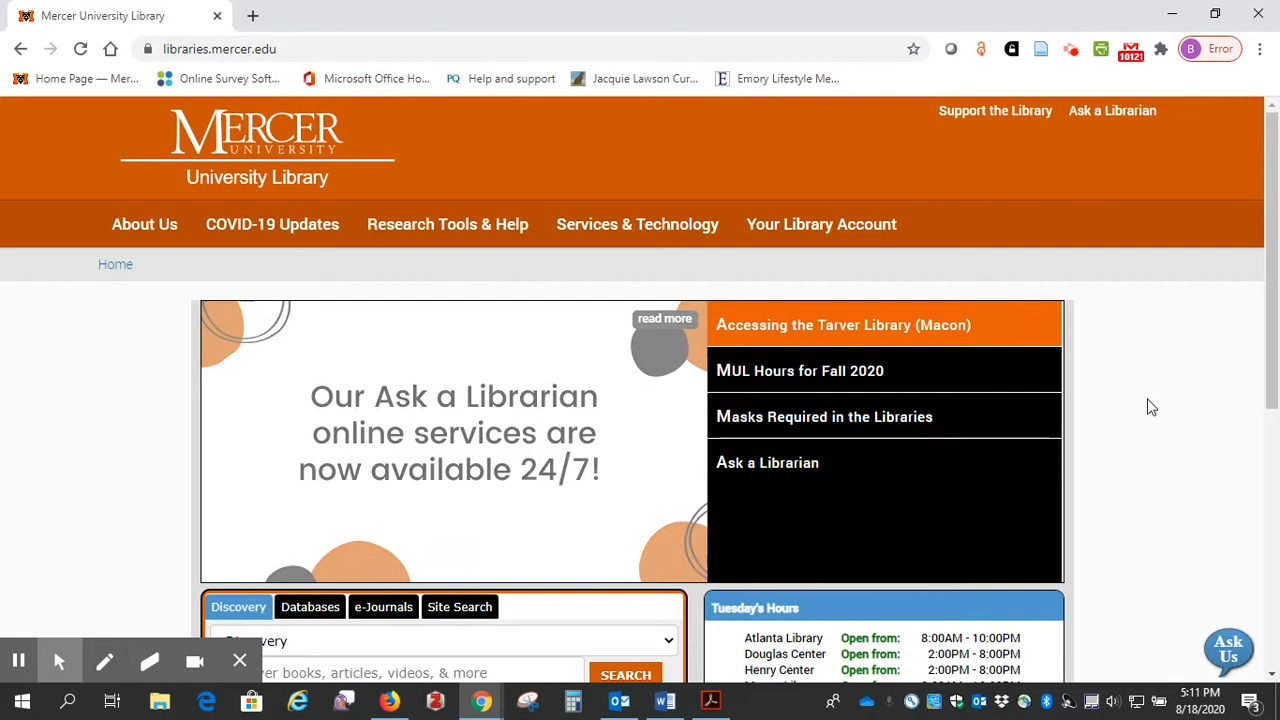 Mercer University Library
libraries.mercer.edu
10121
B Error
Home Page — Mer...
Online Survey Soft...
Microsoft Office Ho...
PQ Help and support
Jacquie Lawson Cur...
E Emory Lifestyle Me...
Support the Library Ask a Librarian
MERCER
UNIVERSITY
University Library
About Us COVID-19 Updates Research Tools & Help Services & Technology Your Library Account
Home
read more
Our Ask a Librarian
online services are
now available 24/7!
Accessing the Tarver Library (Macon)
MUL Hours for Fall 2020
Masks Required in the Libraries
Ask a Librarian
Discovery Databases e-Journals Site Search
Tuesday's Hours
Atlanta Library Open from: 8:00AM - 10:00PM
Douglas Center Open from: 2:00PM - 8:00PM
Henry Center Open from: 2:00PM - 8:00PM
books, articles, videos, & more
SEARCH
Ask
Us
5:11 PM
8/18/2020
3